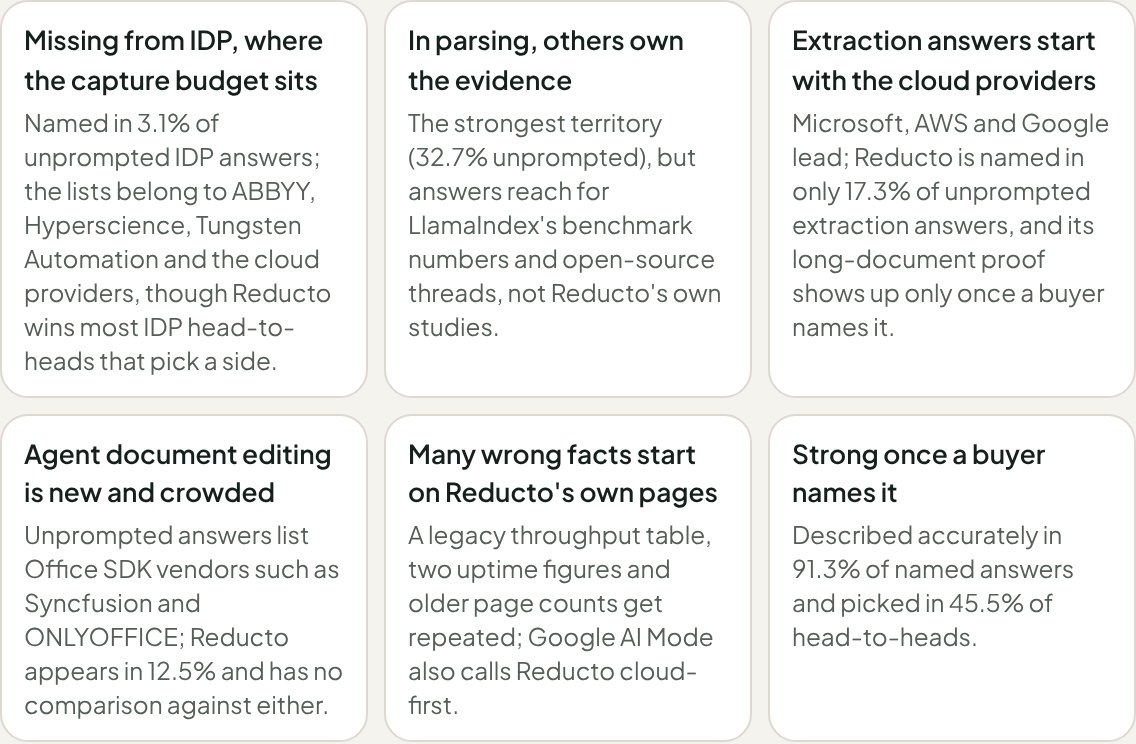 Missing from IDP, where
the capture budget sits
Named in 3.1% of
unprompted IDP answers;
the lists belong to ABBYY,
Hyperscience, Tungsten
Automation and the cloud
providers, though Reducto
wins most IDP head-to-
heads that pick a side.
In parsing, others own
the evidence
The strongest territory
(32.7% unprompted), but
answers reach for
LlamaIndex's benchmark
numbers and open-source
threads, not Reducto's own
studies.
Extraction answers start
with the cloud providers
Microsoft, AWS and Google
lead; Reducto is named in
only 17.3% of unprompted
extraction answers, and its
long-document proof
shows up only once a buyer
names it.
Agent document editing
is new and crowded
Unprompted answers list
Office SDK vendors such as
Syncfusion and
ONLYOFFICE; Reducto
appears in 12.5% and has no
comparison against either.
Many wrong facts start
on Reducto's own pages
A legacy throughput table,
two uptime figures and
older page counts get
repeated; Google AI Mode
also calls Reducto cloud-
first.
Strong once a buyer
names it
Described accurately in
91.3% of named answers
and picked in 45.5% of
head-to-heads.